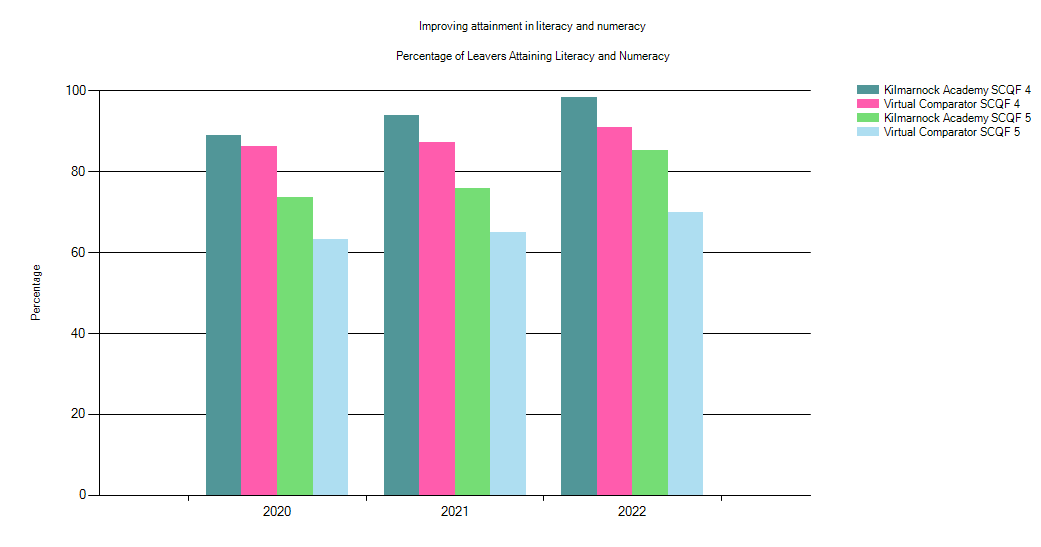 Improving attainment in literacy and numeracy
Percentage of Leavers Attaining Literacy and Numeracy
Kilmarnock Academy SCQF 4
Virtual Comparator SCQF 4
Kilmarnock Academy SCQF 5
Virtual Comparator SCQF 5
Percentage
100
80
60
40
20
0
2020 2021 2022